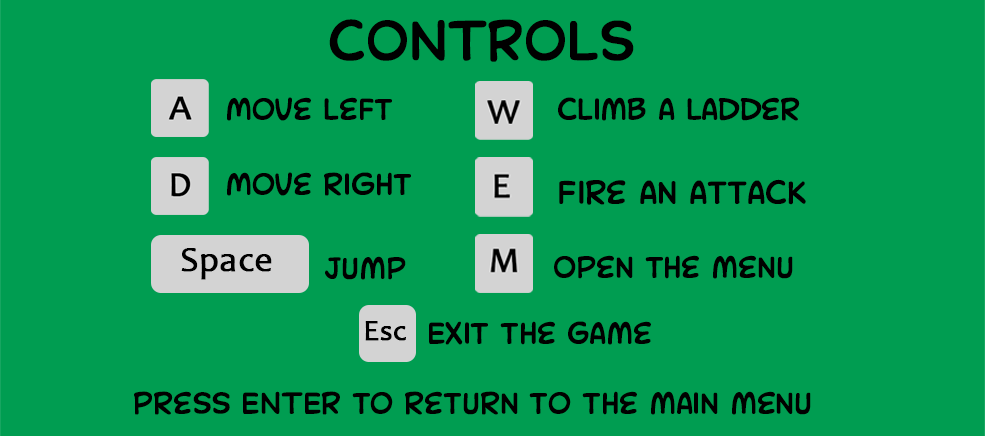 CONTROLS
A MOVE LEFT W CLIMB A LADDER
D MOVE RIGHT E FIRE AN ATTACK
Space JUMP M OPEN THE MENU
Esc EXIT THE GAME
PRESS ENTER TO RETURN TO THE MAIN MENU